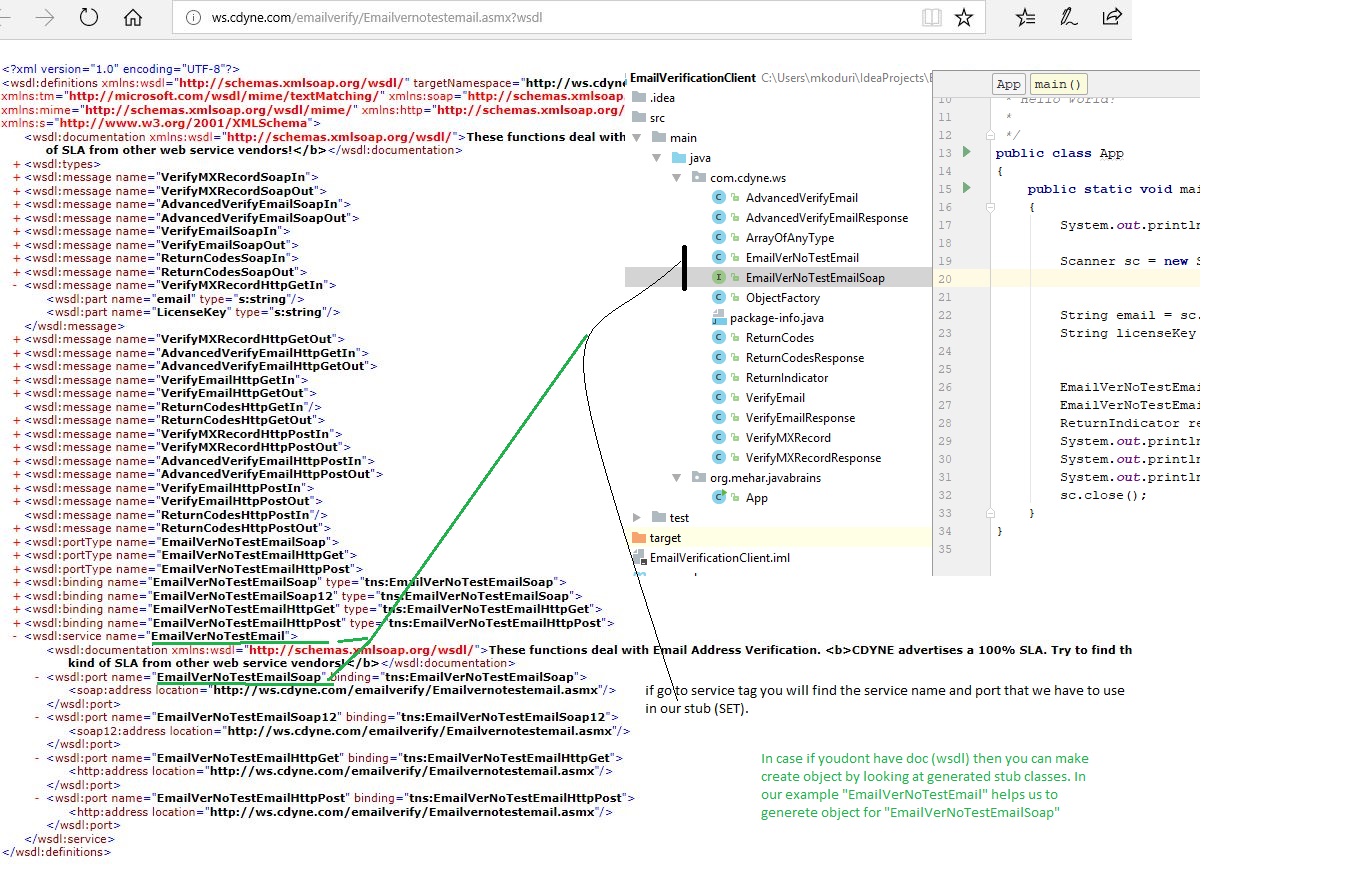 ws.cdyne.com/emailverify/Emailvernotestemail.asmx?wsdl
<?xml version="1.0" encoding="UTF-8"?>
<wsdl:definitions xmlns:wsdl="http://schemas.xmlsoap.org/wsdl/" targetNamespace="http://ws.cdyne
xmlns:tm="http://microsoft.com/wsdl/mime/textMatching/" xmlns:soap="http://schemas.xmlsoap
xmlns:mime="http://schemas.xmlsoap.org/wsdl/mime/" xmlns:http="http://schemas.xmlsoap.org/
xmlns:s="http://www.w3.org/2001/XMLSchema">
<wsdl:documentation xmlns:wsdl="http://schemas.xmlsoap.org/wsdl/">These functions deal with
of SLA from other web service vendors!</b></wsdl:documentation>
+ <wsdl:types>
+ <wsdl:message name="VerifyMXRecordSoapIn">
+ <wsdl:message name="VerifyMXRecordSoapOut">
+ <wsdl:message name="AdvancedVerifyEmailSoapIn">
+ <wsdl:message name="AdvancedVerifyEmailSoapOut">
+ <wsdl:message name="VerifyEmailSoapIn">
+ <wsdl:message name="VerifyEmailSoapOut">
+ <wsdl:message name="ReturnCodesSoapIn">
+ <wsdl:message name="ReturnCodesSoapOut">
- <wsdl:message name="VerifyMXRecordHttpGetIn">
<wsdl:part name="email" type="s:string"/>
<wsdl:part name="LicenseKey" type="s:string"/>
</wsdl:message>
+ <wsdl:message name="VerifyMXRecordHttpGetOut">
+ <wsdl:message name="AdvancedVerifyEmailHttpGetIn">
+ <wsdl:message name="AdvancedVerifyEmailHttpGetOut">
+ <wsdl:message name="VerifyEmailHttpGetIn">
+ <wsdl:message name="VerifyEmailHttpGetOut">
<wsdl:message name="ReturnCodesHttpGetIn"/>
+ <wsdl:message name="ReturnCodesHttpGetOut">
+ <wsdl:message name="VerifyMXRecordHttpPostIn">
+ <wsdl:message name="VerifyMXRecordHttpPostOut">
+ <wsdl:message name="AdvancedVerifyEmailHttpPostIn">
+ <wsdl:message name="AdvancedVerifyEmailHttpPostOut">
+ <wsdl:message name="VerifyEmailHttpPostIn">
+ <wsdl:message name="VerifyEmailHttpPostOut">
<wsdl:message name="ReturnCodesHttpPostIn"/>
+ <wsdl:message name="ReturnCodesHttpPostOut">
+ <wsdl:portType name="EmailVerNoTestEmailSoap">
+ <wsdl:portType name="EmailVerNoTestEmailHttpGet">
+ <wsdl:portType name="EmailVerNoTestEmailHttpPost">
+ <wsdl:binding name="EmailVerNoTestEmailSoap" type="tns:EmailVerNoTestEmailSoap">
+ <wsdl:binding name="EmailVerNoTestEmailSoap12" type="tns:EmailVerNoTestEmailSoap">
+ <wsdl:binding name="EmailVerNoTestEmailHttpGet" type="tns:EmailVerNoTestEmailHttpGet">
+ <wsdl:binding name="EmailVerNoTestEmailHttpPost" type="tns:EmailVerNoTestEmailHttpPost">
- <wsdl:service name="EmailVerNoTestEmail">
<wsdl:documentation xmlns:wsdl="http://schemas.xmlsoap.org/wsdl/">These functions deal with Email Address Verification. <b>CDYNE advertises a 100% SLA. Try to find th
kind of SLA from other web service vendors!</b></wsdl:documentation>
- <wsdl:port name="EmailVerNoTestEmailSoap" binding="tns:EmailVerNoTestEmailSoap">
<soap:address location="http://ws.cdyne.com/emailverify/Emailvernotestemail.asmx"/>
</wsdl:port>
- <wsdl:port name="EmailVerNoTestEmailSoap12" binding="tns:EmailVerNoTestEmailSoap12">
<soap12:address location="http://ws.cdyne.com/emailverify/Emailvernotestemail.asmx"/>
</wsdl:port>
- <wsdl:port name="EmailVerNoTestEmailHttpGet" binding="tns:EmailVerNoTestEmailHttpGet">
<http:address location="http://ws.cdyne.com/emailverify/Emailvernotestemail.asmx"/>
</wsdl:port>
- <wsdl:port name="EmailVerNoTestEmailHttpPost" binding="tns:EmailVerNoTestEmailHttpPost">
<http:address location="http://ws.cdyne.com/emailverify/Emailvernotestemail.asmx"/>
</wsdl:port>
</wsdl:service>
</wsdl:definitions>
EmailVerificationClient C:\Users\mkoduri\IdeaProjects\E
.idea
src
main
java
com.cdyne.ws
AdvancedVerifyEmail
AdvancedVerifyEmailResponse
ArrayOfAnyType
EmailVerNoTestEmail
EmailVerNoTestEmailSoap
ObjectFactory
package-info.java
ReturnCodes
ReturnCodesResponse
ReturnIndicator
VerifyEmail
VerifyEmailResponse
VerifyMXRecord
VerifyMXRecordResponse
org.mehar.javabrains
App
test
target
EmailVerificationClient.iml
App main()
10 * Hello world!
11 *
12 */
13 public class App
14 {
15 public static void mai
16 {
17 System.out.println
18
19 Scanner sc = new S
20
21
22 String email = sc.
23 String licenseKey
24
25
26 EmailVerNoTestEmai
27 EmailVerNoTestEmai
28 ReturnIndicator re
29 System.out.println
30 System.out.println
31 System.out.println
32 sc.close();
33 }
34 }
35
if go to service tag you will find the service name and port that we have to use
in our stub (SET).
In case if youdont have doc (wsdl) then you can make
create object by looking at generated stub classes. In
our example "EmailVerNoTestEmail" helps us to
generete object for "EmailVerNoTestEmailSoap"